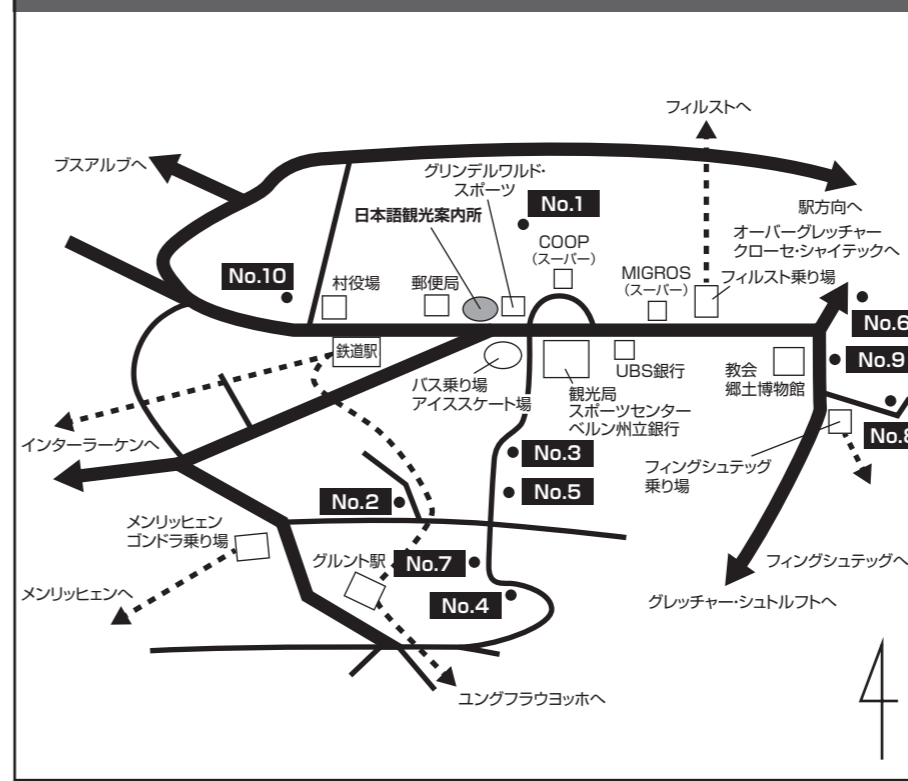 フィルストへ
ブスアルプへ
グリンデルワルド・
スポーツ
日本語観光案内所
No.1
駅方向へ
オーバーグレッチャー
クローセ・シャイテックへ
COOP
(スーパー)
MIGROS
(スーパー)
フィルスト乗り場
No.10
村役場
郵便局
No.6
鉄道駅
バス乗り場
アイススケート場
観光局
スポーツセンター
ベルン州立銀行
UBS銀行
教会
郷土博物館
No.9
インターラーケンへ
No.3
No.8
No.2
No.5
フィングシュテッグ
乗り場
メンリッヒェン
ゴンドラ乗り場
グルント駅
No.7
フィングシュテッグへ
メンリッヒェンへ
No.4
グレッチャー・シュトルフトへ
ユングフラウヨッホへ